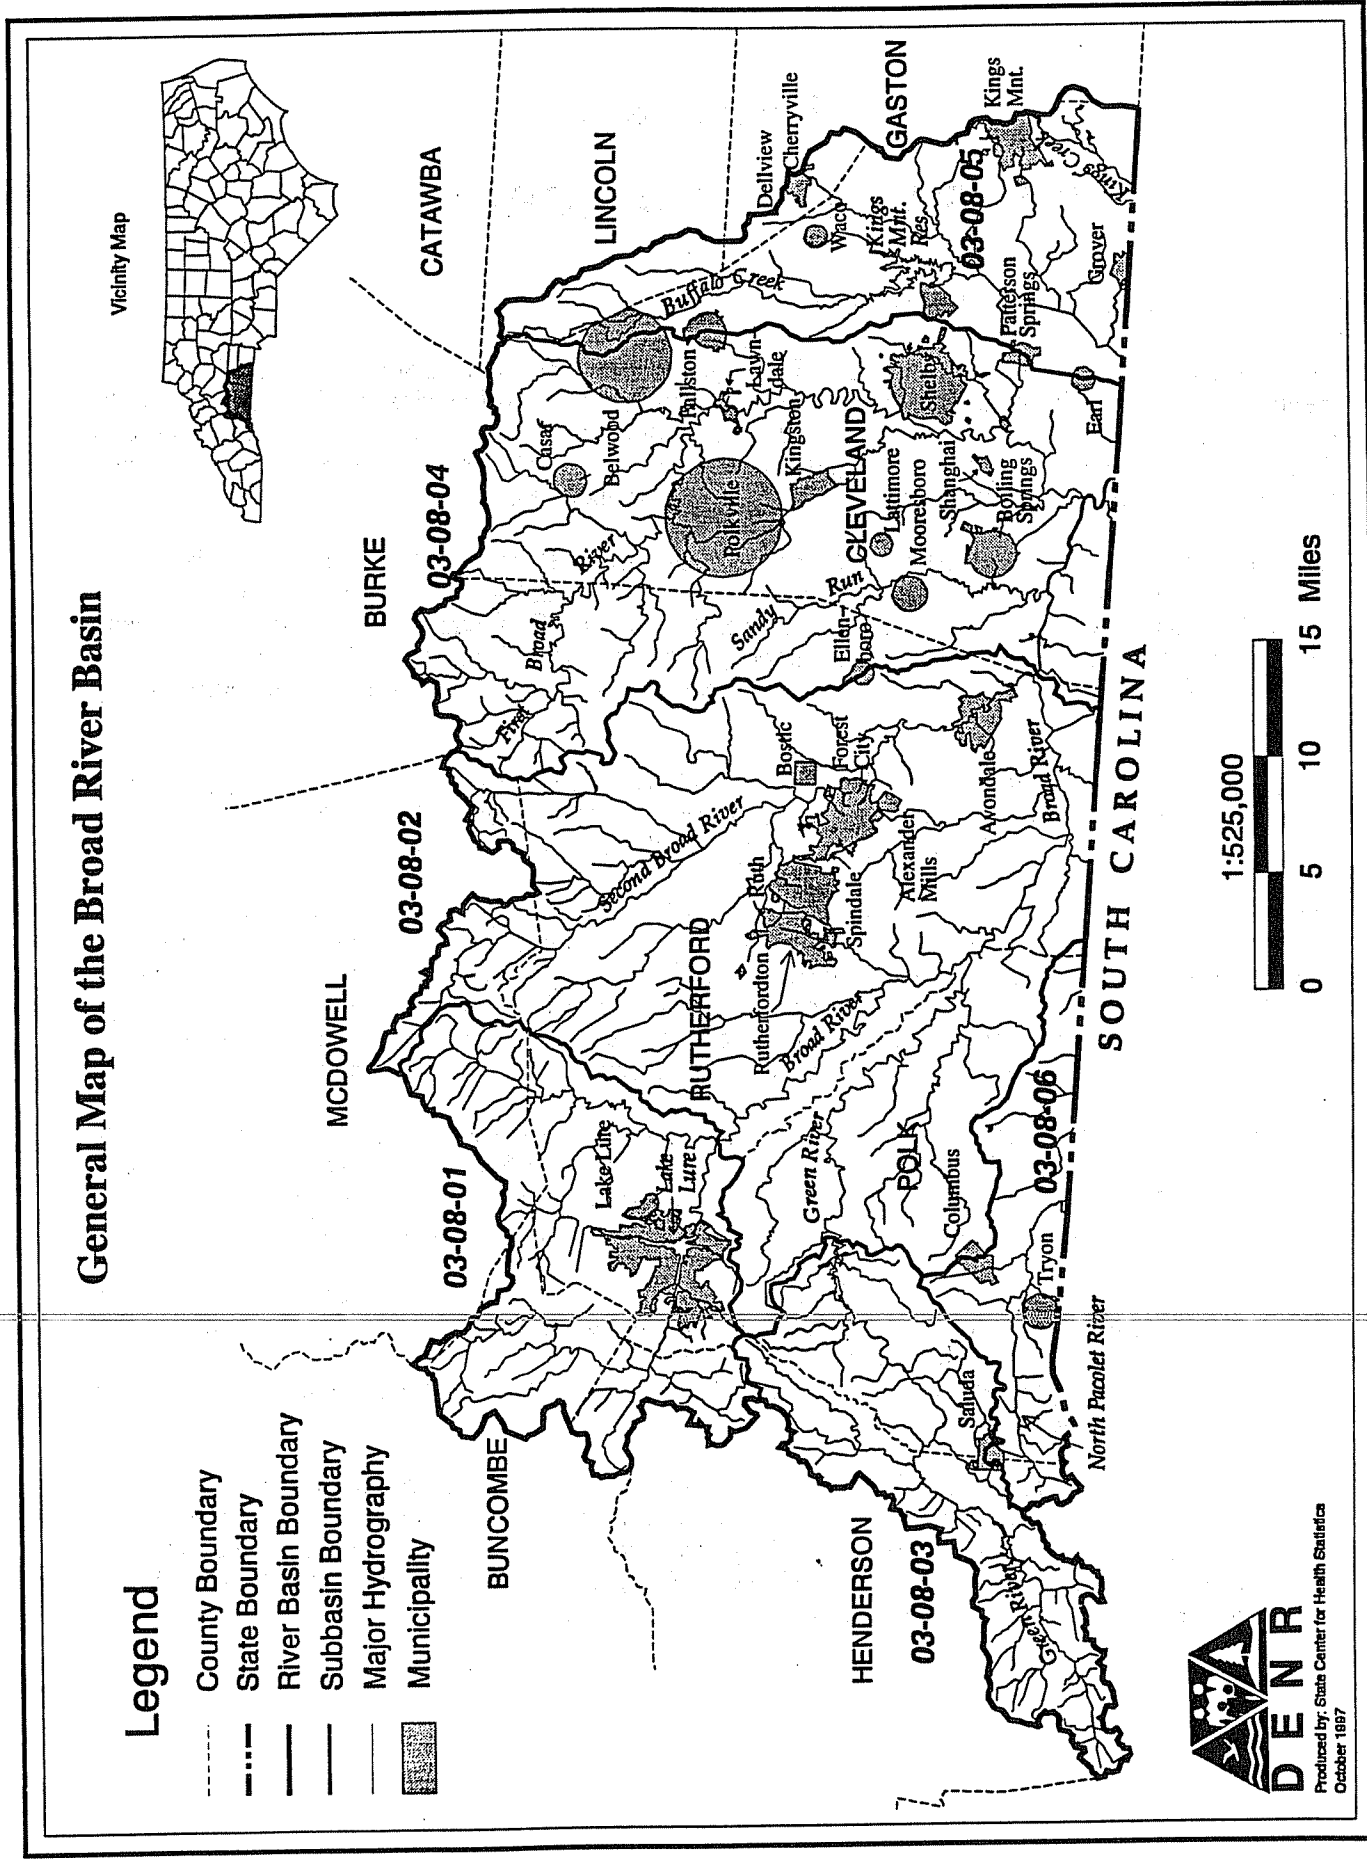 General Map of the Broad River Basin
Vicinity Map
Legend
County Boundary
State Boundary
River Basin Boundary
Subbasin Boundary
Major Hydrography
Municipality
MCDOWELL
BURKE
CATAWBA
LINCOLN
GASTON
BUNCOMBE
HENDERSON
RUTHERFORD
POLK
CLEVELAND
03-08-01
03-08-02
03-08-03
03-08-04
03-08-05
03-08-06
Lake Lure
Lake
Lure
First
Broad
River
Second Broad River
Sandy
Run
Buffalo Creek
Broad River
Broad River
Green River
Green River
North Pacolet River
Kings Creek
Kings
Mnt.
Res.
Casar
Belwood
Fallston
Lawn-
dale
Polkville
Kingston
Dellview
Cherryville
Waco
Kings
Mnt.
Shelby
Patterson
Springs
Grover
Earl
Lattimore
Mooresboro
Shanghai
Boiling
Springs
Ellen-
boro
Bostic
Forest
City
Ruth
Spindale
Rutherfordton
Alexander
Mills
Avondale
Columbus
Tryon
Saluda
SOUTH CAROLINA
1:525,000
0 5 10 15 Miles
DENR
Produced by: State Center for Health Statistics
October 1997